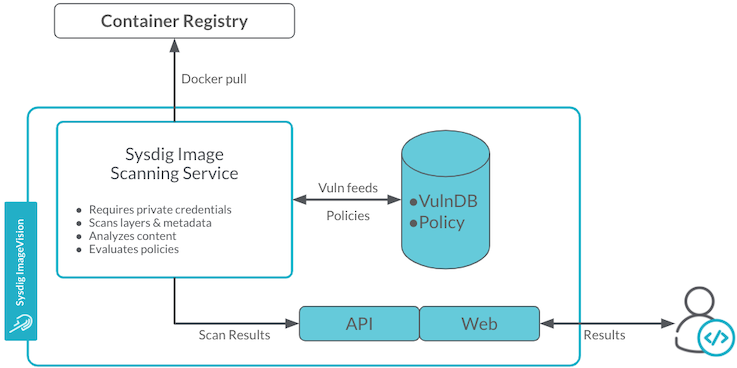 Container Registry
Docker pull
Sysdig Image
Scanning Service
• Requires private credentials
• Scans layers & metadata
• Analyzes content
• Evaluates policies
Vuln feeds
Policies
•VulnDB
•Policy
Sysdig ImageVision
Scan Results
API
Web
Results